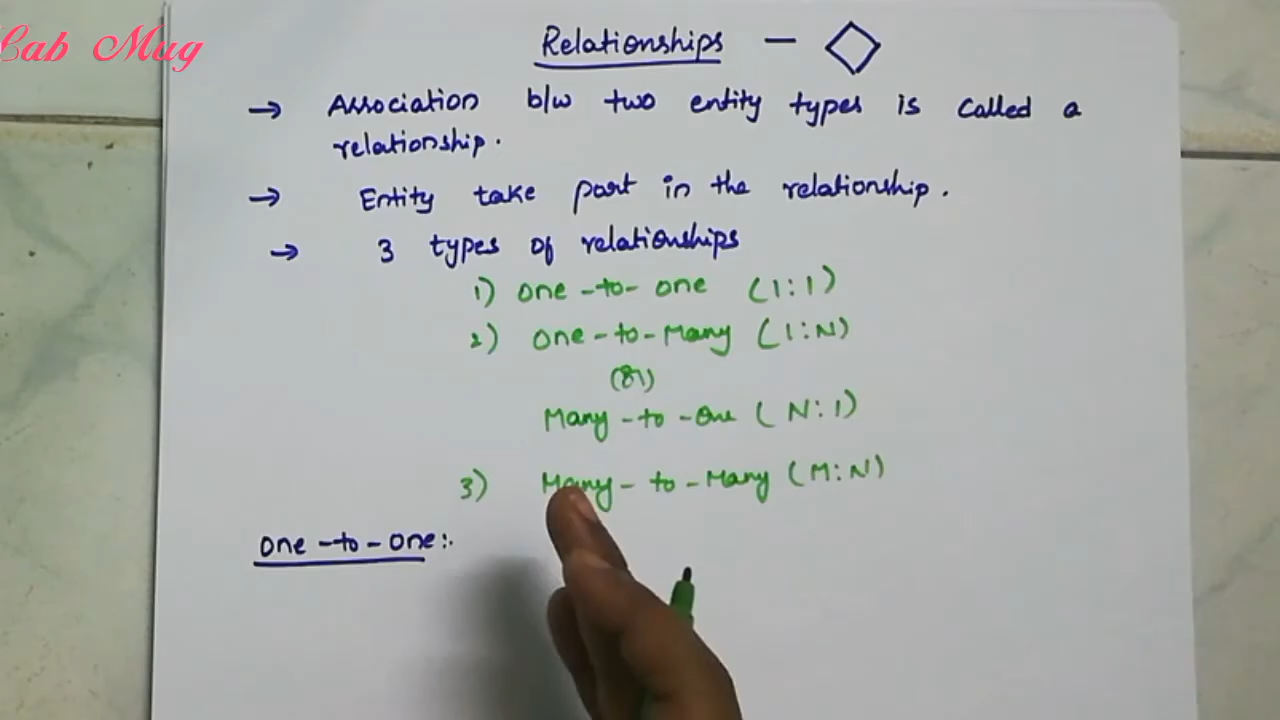 Cab Mug
Relationships - ◇
→ Association b/w two entity types is called a
relationship.
→ Entity take part in the relationship.
→ 3 types of relationships
1) One-to-one (1:1)
2) One-to-Many (1:N)
(or)
Many-to-One (N:1)
3) Many-to-Many (M:N)
One-to-One:-